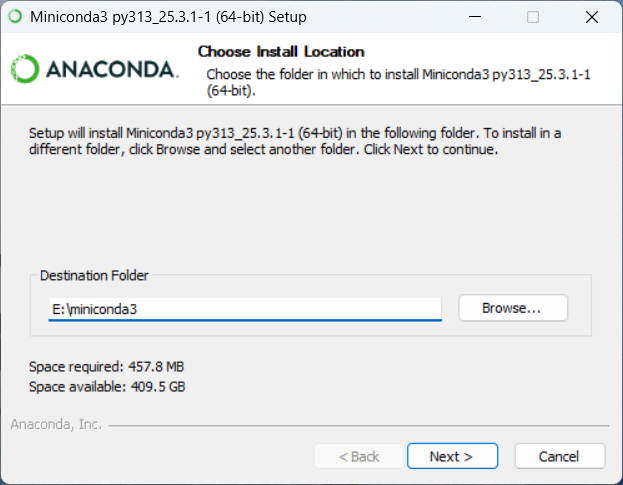 Miniconda3 py313_25.3.1-1 (64-bit) Setup
ANACONDA.
Choose Install Location
Choose the folder in which to install Miniconda3 py313_25.3.1-1
(64-bit).
Setup will install Miniconda3 py313_25.3.1-1 (64-bit) in the following folder. To install in a
different folder, click Browse and select another folder. Click Next to continue.
Destination Folder
E:\miniconda3
Browse...
Space required: 457.8 MB
Space available: 409.5 GB
Anaconda, Inc.
< Back
Next >
Cancel